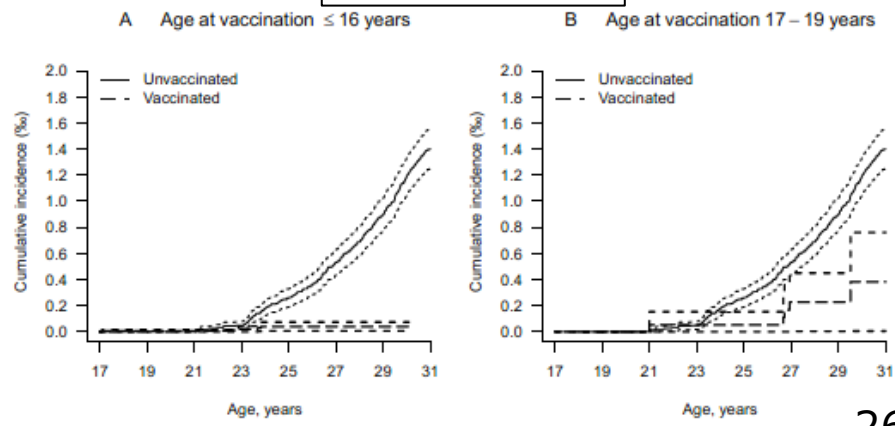 A Age at vaccination ≤ 16 years
2.0
1.8
1.6
1.4
1.2
1.0
0.8
0.6
0.4
0.2
0.0
Cumulative incidence (‰)
Unvaccinated
Vaccinated
17 19 21 23 25 27 29 31
Age, years
B Age at vaccination 17 – 19 years
2.0
1.8
1.6
1.4
1.2
1.0
0.8
0.6
0.4
0.2
0.0
Cumulative incidence (‰)
Unvaccinated
Vaccinated
17 19 21 23 25 27 29 31
Age, years